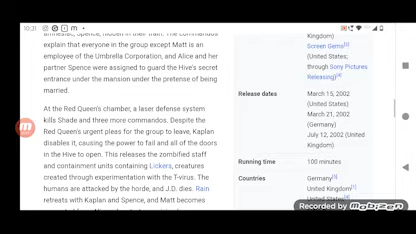 10:31
amnesiac, Spence, hidden in their train. The commandos
explain that everyone in the group except Matt is an
employee of the Umbrella Corporation, and Alice and her
partner Spence were assigned to guard the Hive's secret
entrance under the mansion under the pretense of being
married.
At the Red Queen's chamber, a laser defense system
kills Shade and three more commandos. Despite the
Red Queen's urgent pleas for the group to leave, Kaplan
disables it, causing the power to fail and all of the doors
in the Hive to open. This releases the zombified staff
and containment units containing Lickers, creatures
created through experimentation with the T-virus. The
humans are attacked by the horde, and J.D. dies. Rain
retreats with Kaplan and Spence, and Matt becomes
Kingdom)
Screen Gems[2]
(United States;
through Sony Pictures
Releasing)[4]
Release dates
March 15, 2002
(United States)
March 21, 2002
(Germany)
July 12, 2002 (United
Kingdom)
Running time
100 minutes
Countries
Germany[3]
United Kingdom[1]
United States[4]
Recorded by Mobizen